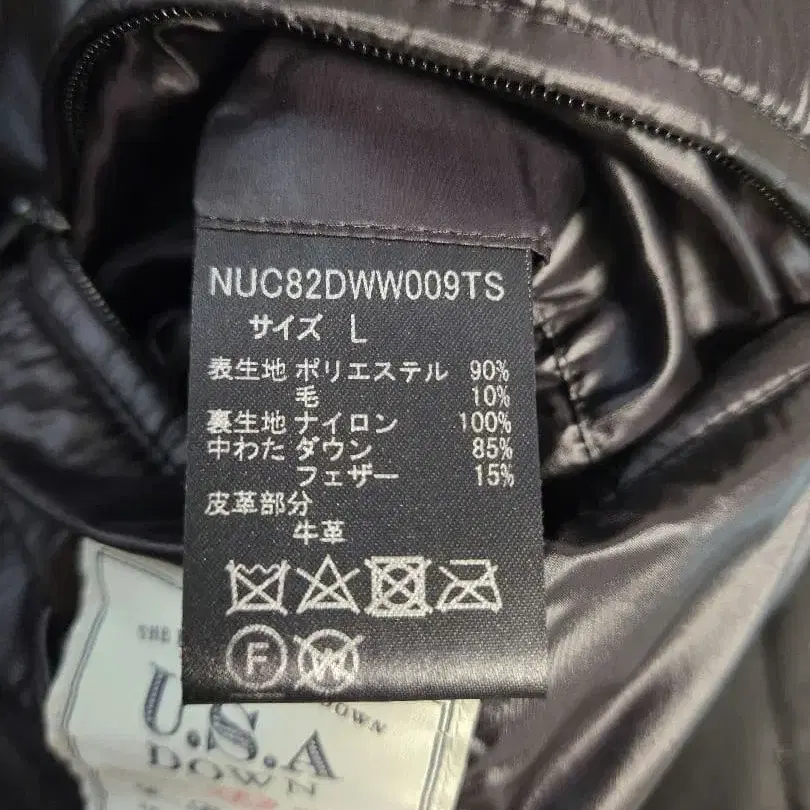 NUC82DWW009TS
サイズ L
表生地 ポリエステル 90%
毛 10%
裏生地 ナイロン 100%
中わた ダウン 85%
フェザー 15%
皮革部分
牛革
F W
THE
DOWN
U.S.A
DOWN